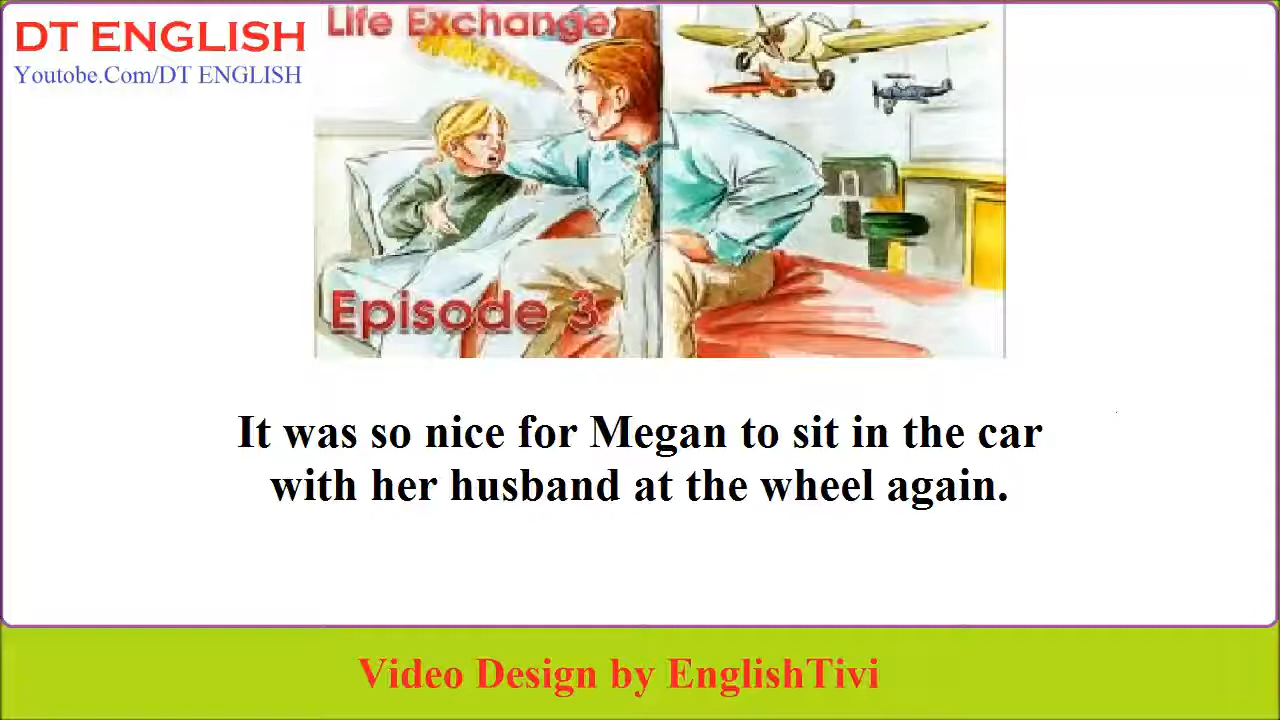 DT ENGLISH
Youtobe.Com/DT ENGLISH
Life Exchange
Episode 3
It was so nice for Megan to sit in the car
with her husband at the wheel again.
Video Design by EnglishTivi